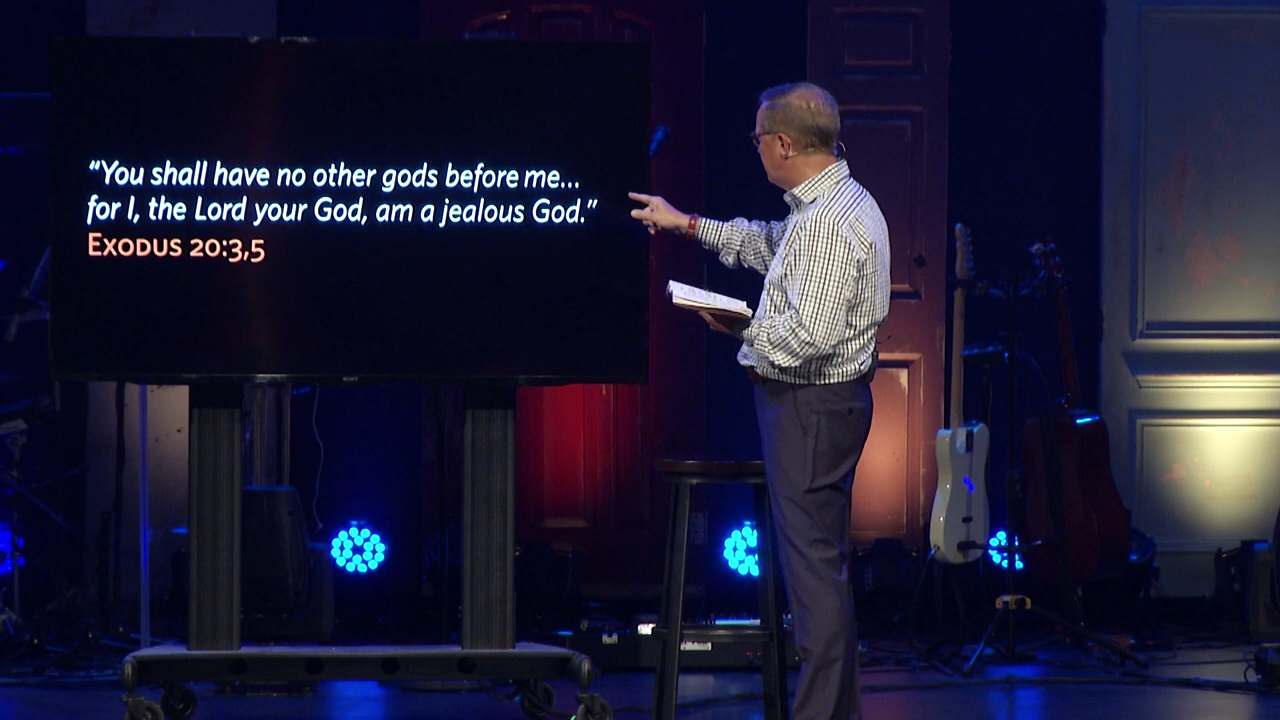 “You shall have no other gods before me...
for I, the Lord your God, am a jealous God.”
Exodus 20:3,5